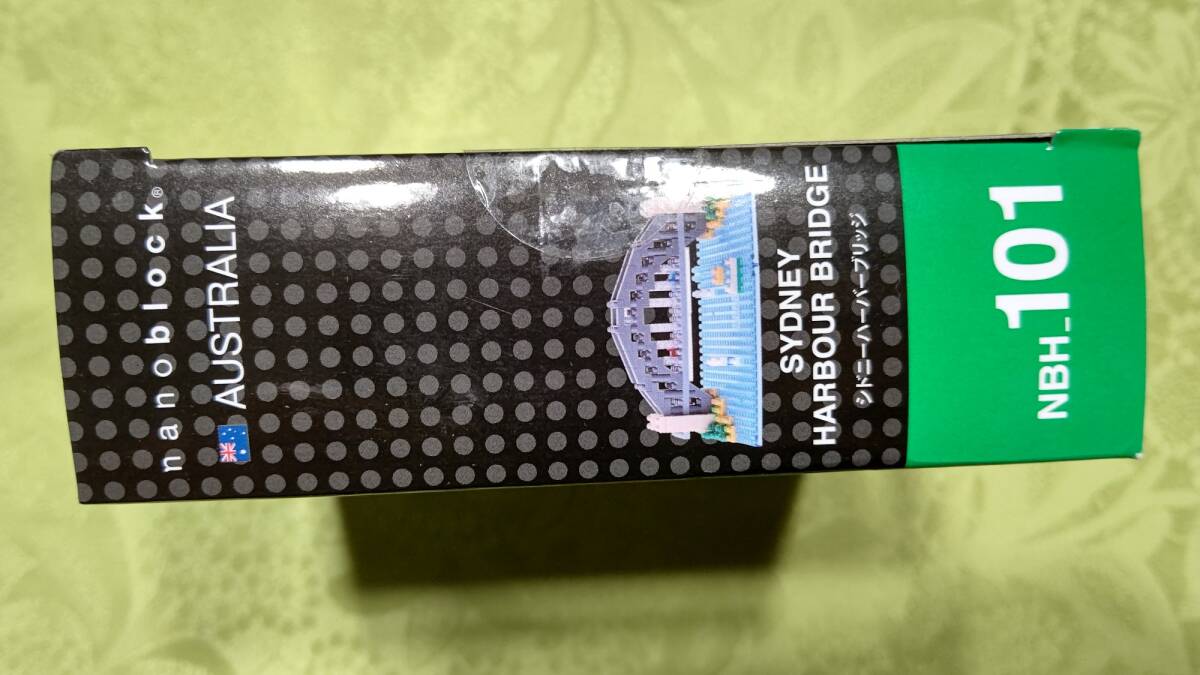 nanoblock®
AUSTRALIA
SYDNEY
HARBOUR BRIDGE
シドニーハーバーブリッジ
NBH_101